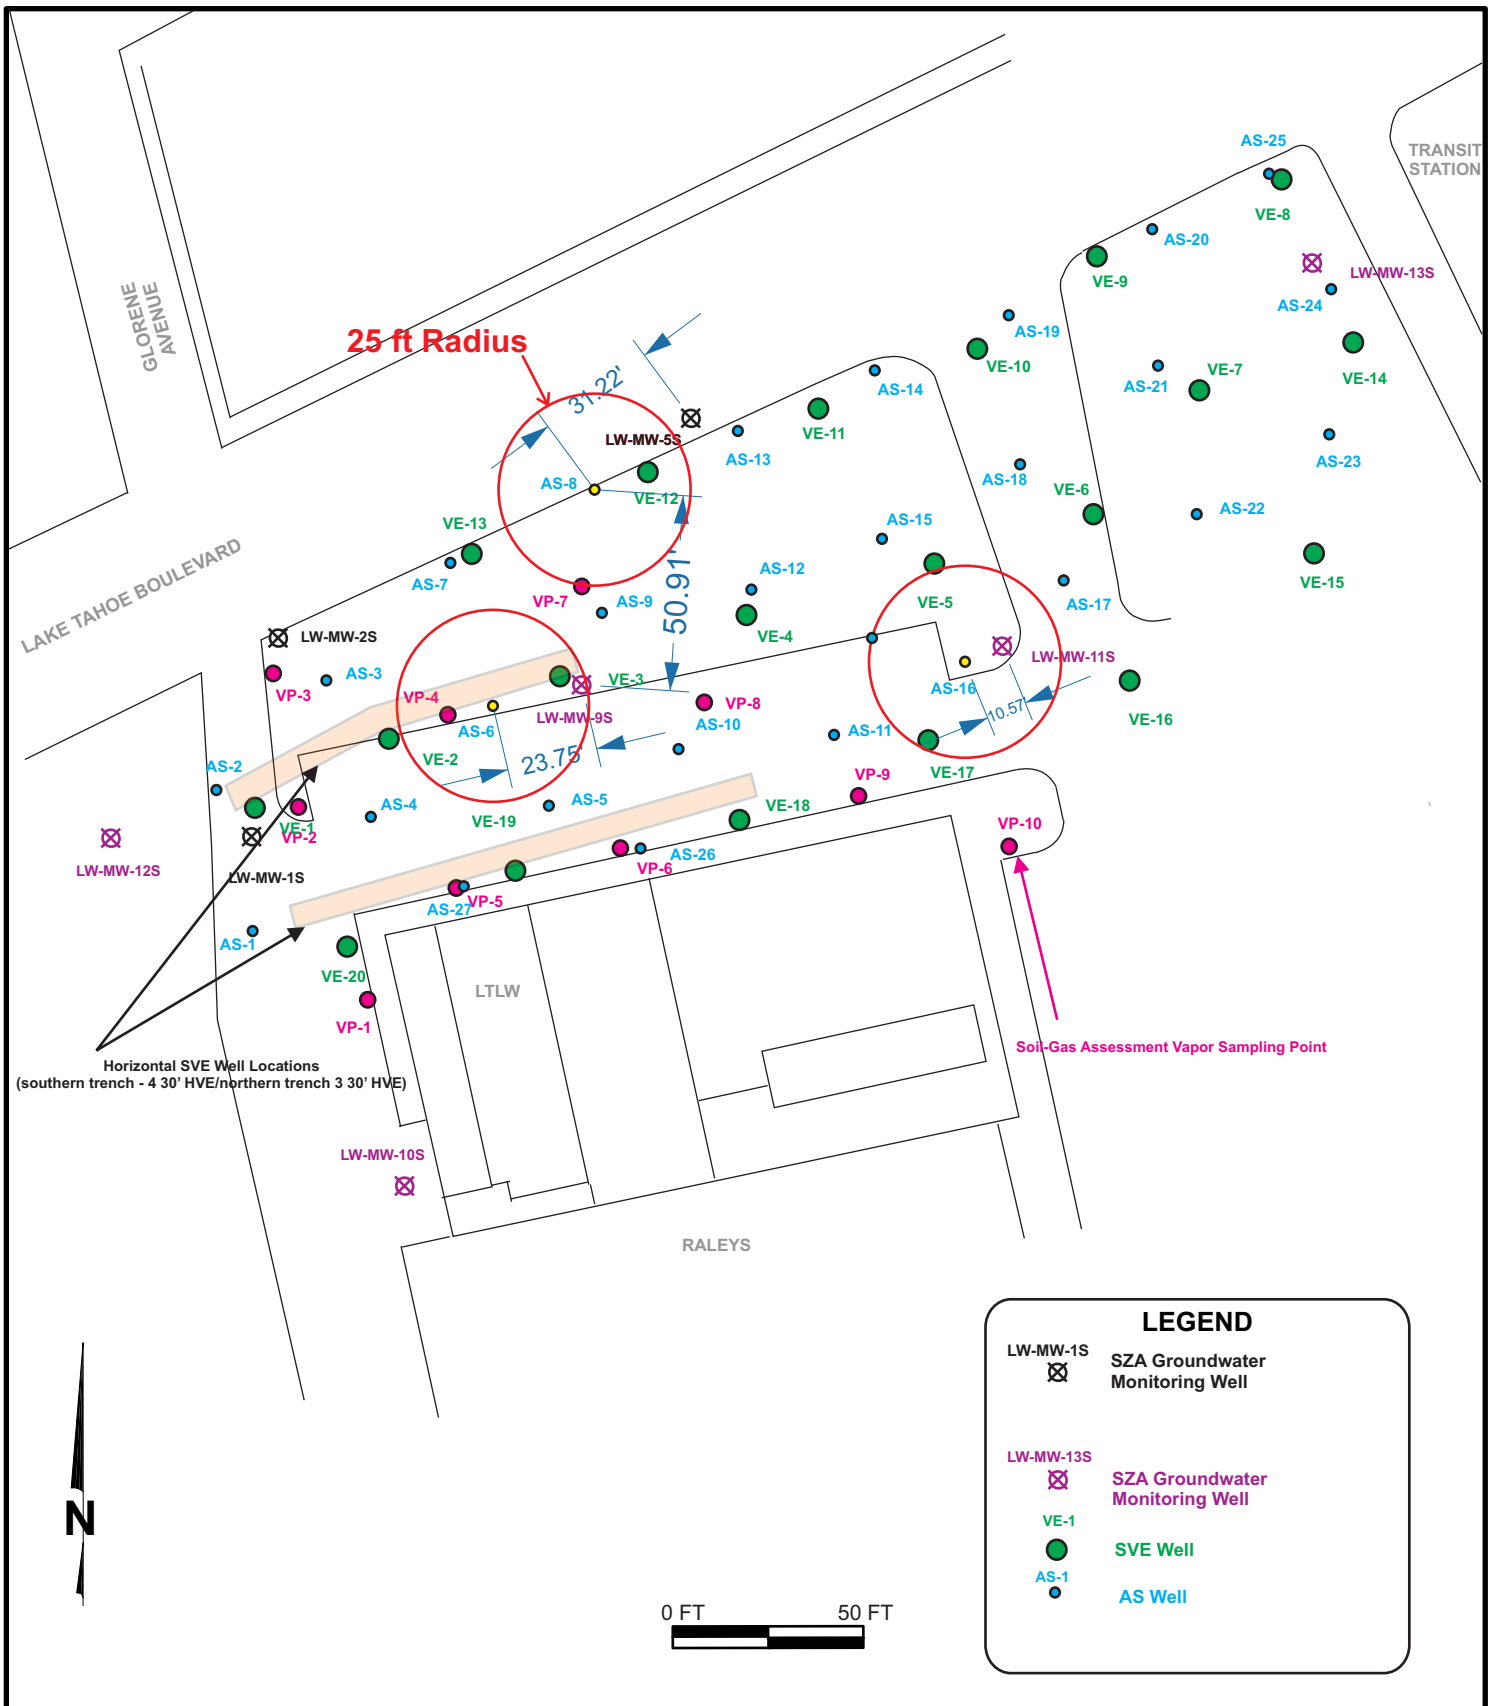 AS-25
TRANSIT
STATION
VE-8
AS-20
VE-9
LW-MW-13S
AS-24
GLORENE
AVENUE
AS-19
25 ft Radius
VE-10
VE-7
VE-14
31.22'
AS-14
AS-21
LW-MW-5S
VE-11
AS-13
AS-23
AS-18
AS-8
VE-12
VE-6
AS-22
VE-13
AS-15
LAKE TAHOE BOULEVARD
AS-7
VE-15
VP-7
AS-9
50.91'
AS-12
VE-5
AS-17
VE-4
LW-MW-2S
LW-MW-11S
AS-3
VP-3
VP-4
VE-3
AS-16
VE-16
VP-8
LW-MW-9S
10.57'
AS-6
AS-10
AS-11
VE-2
23.75'
VE-17
AS-2
VP-9
AS-4
AS-5
VE-18
VE-19
VE-1
VP-2
VP-10
AS-26
LW-MW-12S
VP-6
LW-MW-1S
VP-5
AS-27
AS-1
VE-20
LTLW
VP-1
Soil-Gas Assessment Vapor Sampling Point
Horizontal SVE Well Locations
(southern trench - 4 30’ HVE/northern trench 3 30’ HVE)
LW-MW-10S
RALEYS
LEGEND
LW-MW-1S
SZA Groundwater
Monitoring Well
LW-MW-13S
SZA Groundwater
Monitoring Well
VE-1
SVE Well
AS-1
AS Well
N
0 FT
50 FT